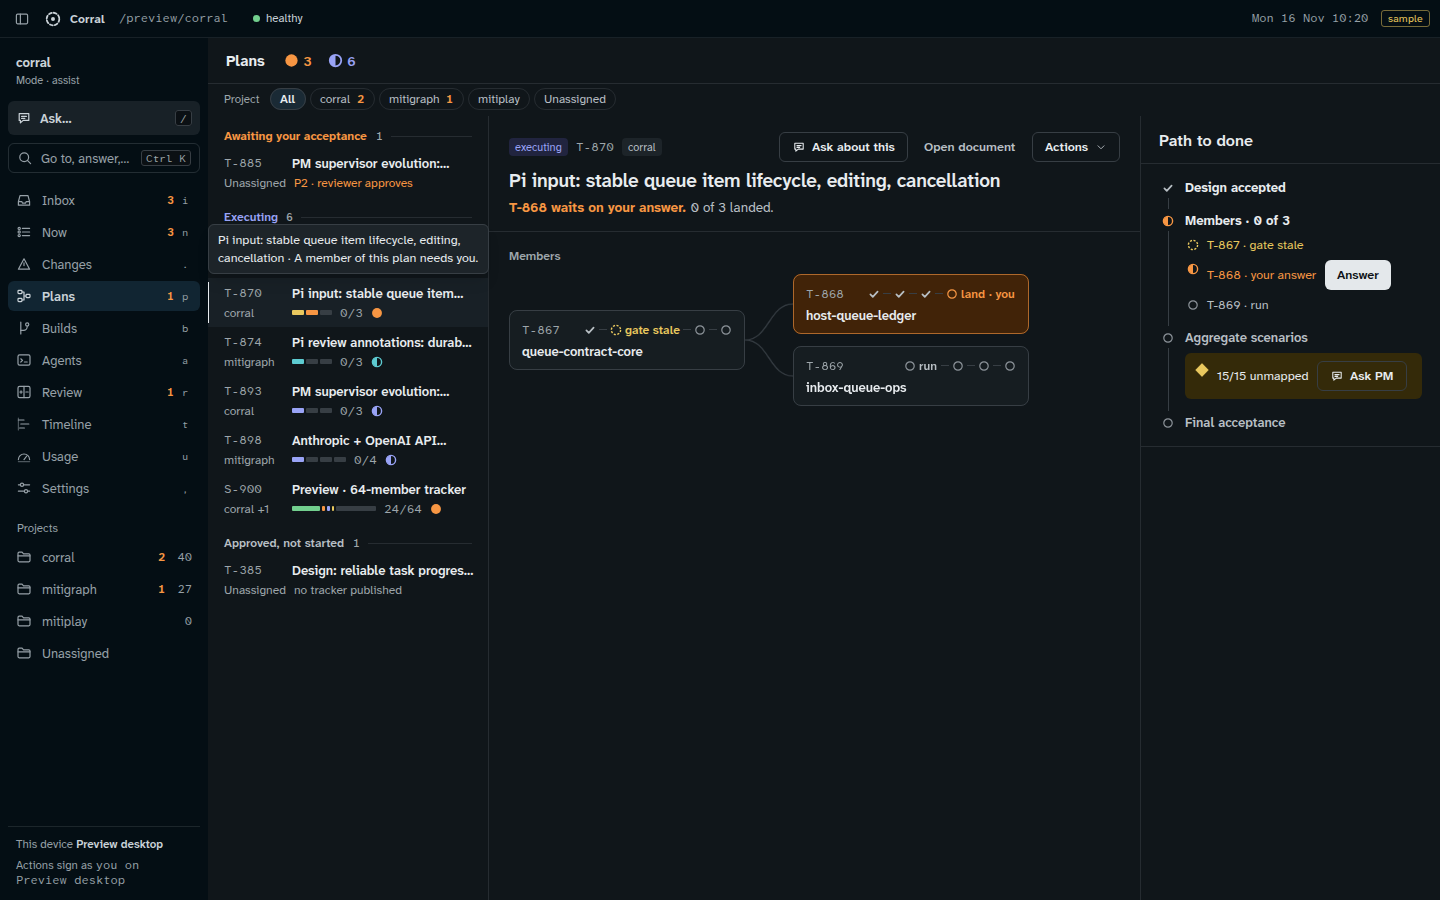 Corral /preview/corral healthy
Mon 16 Nov 10:20 sample
corral
Mode · assist
Ask... /
Go to, answer,... Ctrl K
Inbox 3 i
Now 3 n
Changes .
Plans 1 p
Builds b
Agents a
Review 1 r
Timeline t
Usage u
Settings ,
Projects
corral 2 40
mitigraph 1 27
mitiplay 0
Unassigned
This device Preview desktop
Actions sign as you on
Preview desktop
Plans 3 6
Project All corral 2 mitigraph 1 mitiplay Unassigned
Awaiting your acceptance 1
T-885 PM supervisor evolution:...
Unassigned P2 · reviewer approves
Executing 6
Pi input: stable queue item lifecycle, editing,
cancellation · A member of this plan needs you.
T-870 Pi input: stable queue item...
corral 0/3
T-874 Pi review annotations: durab...
mitigraph 0/3
T-893 PM supervisor evolution:...
corral 0/3
T-898 Anthropic + OpenAI API...
mitigraph 0/4
S-900 Preview · 64-member tracker
corral +1 24/64
Approved, not started 1
T-385 Design: reliable task progres...
Unassigned no tracker published
executing T-870 corral
Ask about this Open document Actions
Pi input: stable queue item lifecycle, editing, cancellation
T-868 waits on your answer. 0 of 3 landed.
Members
T-867 gate stale
queue-contract-core
T-868 land · you
host-queue-ledger
T-869 run
inbox-queue-ops
Path to done
Design accepted
Members · 0 of 3
T-867 · gate stale
T-868 · your answer Answer
T-869 · run
Aggregate scenarios
15/15 unmapped Ask PM
Final acceptance